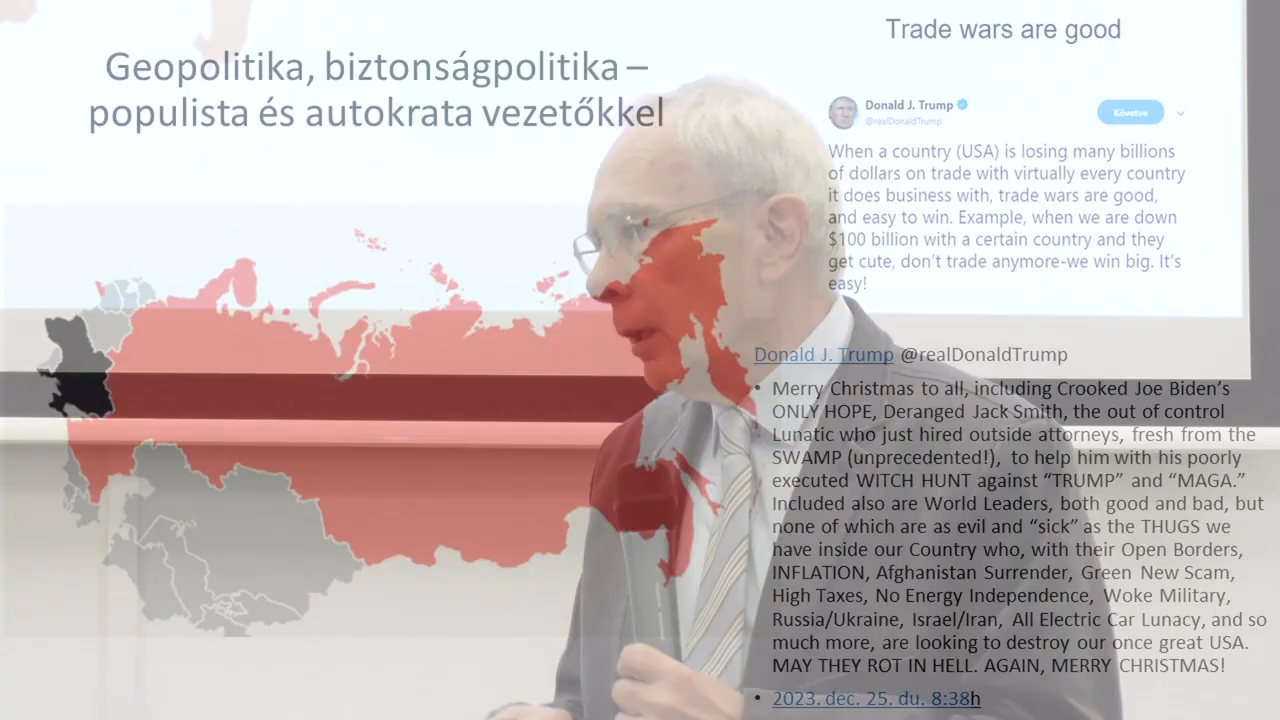 Geopolitika, biztonságpolitika –
populista és autokrata vezetőkkel
Trade wars are good
Donald J. Trump
@realDonaldTrump
Követve
When a country (USA) is losing many billions
of dollars on trade with virtually every country
it does business with, trade wars are good,
and easy to win. Example, when we are down
$100 billion with a certain country and they
get cute, don't trade anymore-we win big. It's
easy!
Donald J. Trump @realDonaldTrump
• Merry Christmas to all, including Crooked Joe Biden's
ONLY HOPE, Deranged Jack Smith, the out of control
Lunatic who just hired outside attorneys, fresh from the
SWAMP (unprecedented!), to help him with his poorly
executed WITCH HUNT against “TRUMP” and “MAGA.”
Included also are World Leaders, both good and bad, but
none of which are as evil and “sick” as the THUGS we
have inside our Country who, with their Open Borders,
INFLATION, Afghanistan Surrender, Green New Scam,
High Taxes, No Energy Independence, Woke Military,
Russia/Ukraine, Israel/Iran, All Electric Car Lunacy, and so
much more, are looking to destroy our once great USA.
MAY THEY ROT IN HELL. AGAIN, MERRY CHRISTMAS!
• 2023. dec. 25. du. 8:38h